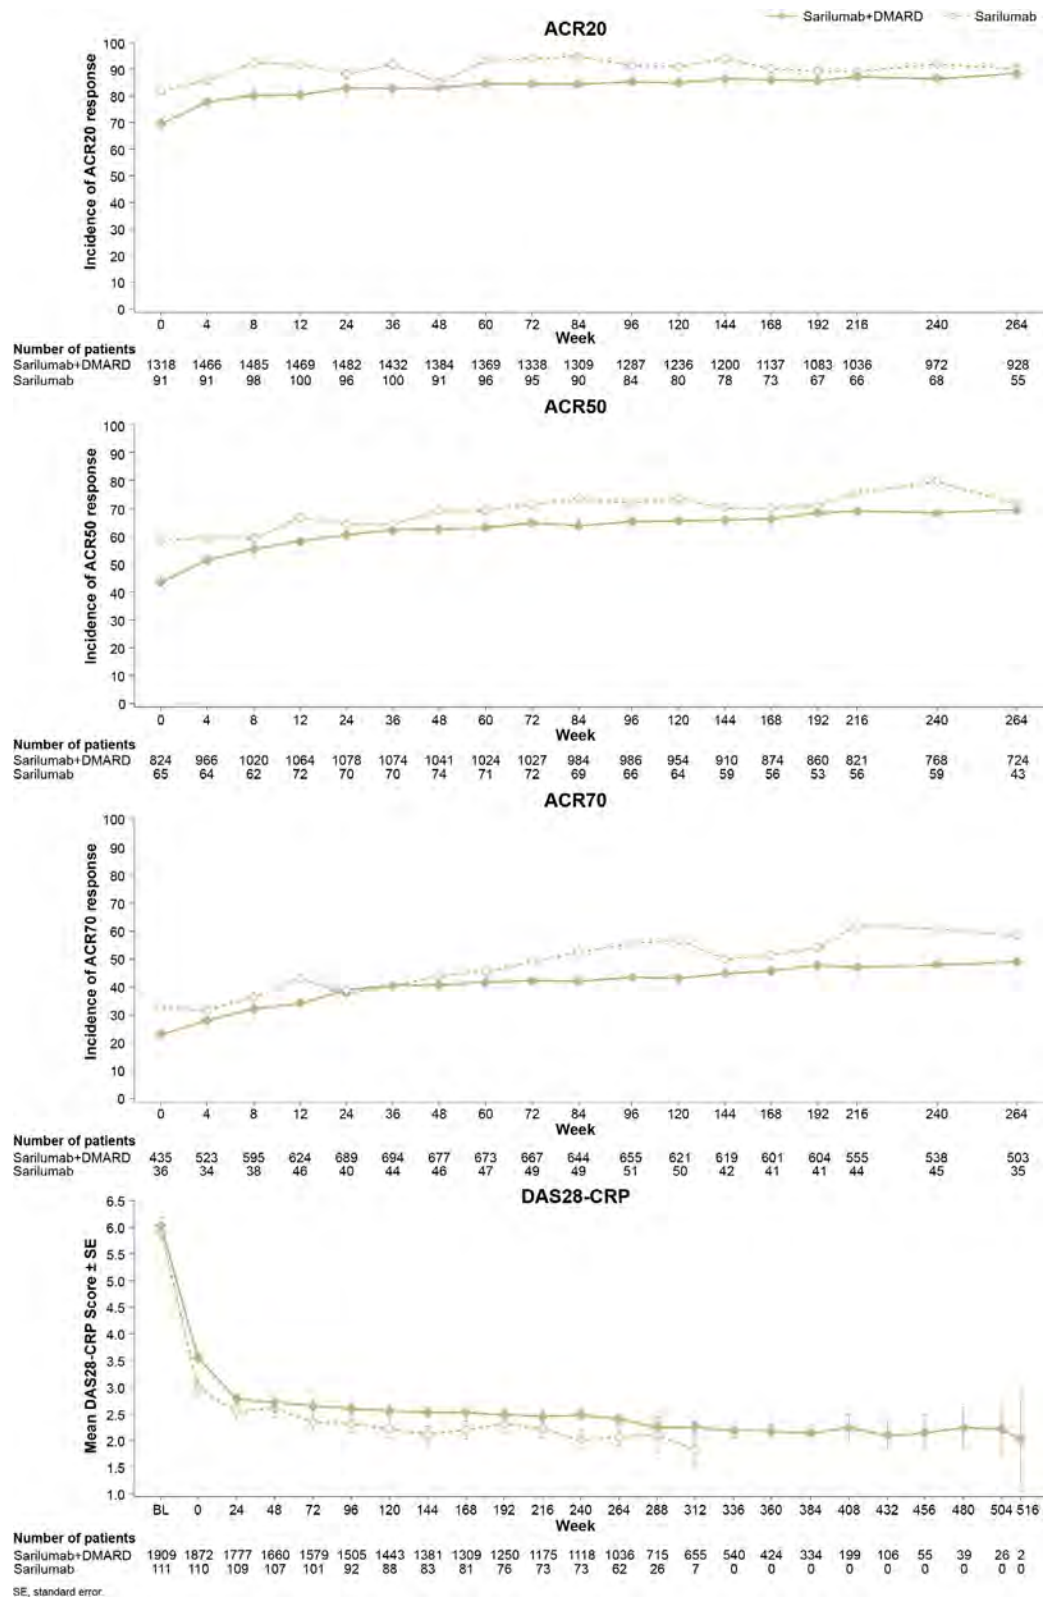 Sarilumab+DMARD Sarilumab
ACR20
Incidence of ACR20 response
100
90
80
70
60
50
40
30
20
10
0
0 4 8 12 24 36 48 60 72 84 96 120 144 168 192 216 240 264
Week
Number of patients
Sarilumab+DMARD 1318 1466 1485 1469 1482 1432 1384 1369 1338 1309 1287 1236 1200 1137 1083 1036 972 928
Sarilumab 91 91 98 100 96 100 91 96 95 90 84 80 78 73 67 66 68 55
ACR50
Incidence of ACR50 response
100
90
80
70
60
50
40
30
20
10
0
0 4 8 12 24 36 48 60 72 84 96 120 144 168 192 216 240 264
Week
Number of patients
Sarilumab+DMARD 824 966 1020 1064 1078 1074 1041 1024 1027 984 986 954 910 874 860 821 768 724
Sarilumab 65 64 62 72 70 70 74 71 72 69 66 64 59 56 53 56 59 43
ACR70
Incidence of ACR70 response
100
90
80
70
60
50
40
30
20
10
0
0 4 8 12 24 36 48 60 72 84 96 120 144 168 192 216 240 264
Week
Number of patients
Sarilumab+DMARD 435 523 595 624 689 694 677 673 667 644 655 621 619 601 604 555 538 503
Sarilumab 36 34 38 46 40 44 46 47 49 49 51 50 42 41 41 44 45 35
DAS28-CRP
Mean DAS28-CRP Score ± SE
6.5
6.0
5.5
5.0
4.5
4.0
3.5
3.0
2.5
2.0
1.5
1.0
BL 0 24 48 72 96 120 144 168 192 216 240 264 288 312 336 360 384 408 432 456 480 504 516
Week
Number of patients
Sarilumab+DMARD 1909 1872 1777 1660 1579 1505 1443 1381 1309 1250 1175 1118 1036 715 655 540 424 334 199 106 55 39 26 2
Sarilumab 111 110 109 107 101 92 88 83 81 76 73 73 62 26 7 0 0 0 0 0 0 0 0 0
SE, standard error.